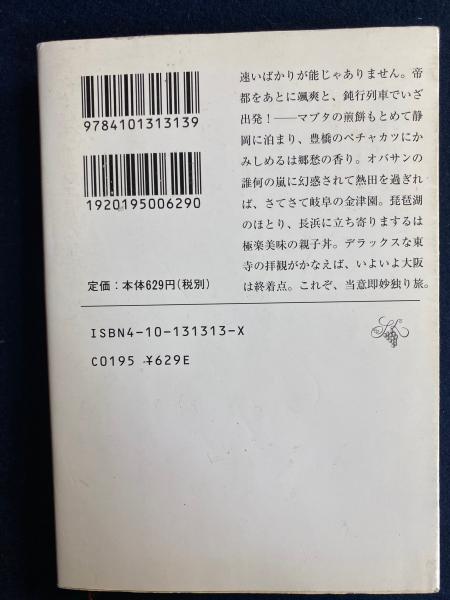 9784101313139
1920195006290
定価：本体629円(税別)
速いばかりが能じゃありません。帝
都をあとに颯爽と、鈍行列車でいざ
出発！――マブタの煎餅もとめて静
岡に泊まり、豊橋のベチャカツにか
みしめるは郷愁の香り。オバサンの
誰何の嵐に幻惑されて熱田を過ぎれ
ば、さてさて岐阜の金津園。琵琶湖
のほとり、長浜に立ち寄りまするは
極楽美味の親子丼。デラックスな東
寺の拝観がかなえば、いよいよ大阪
は終着点。これぞ、当意即妙独り旅。
ISBN4-10-131313-X
C0195 ¥629E